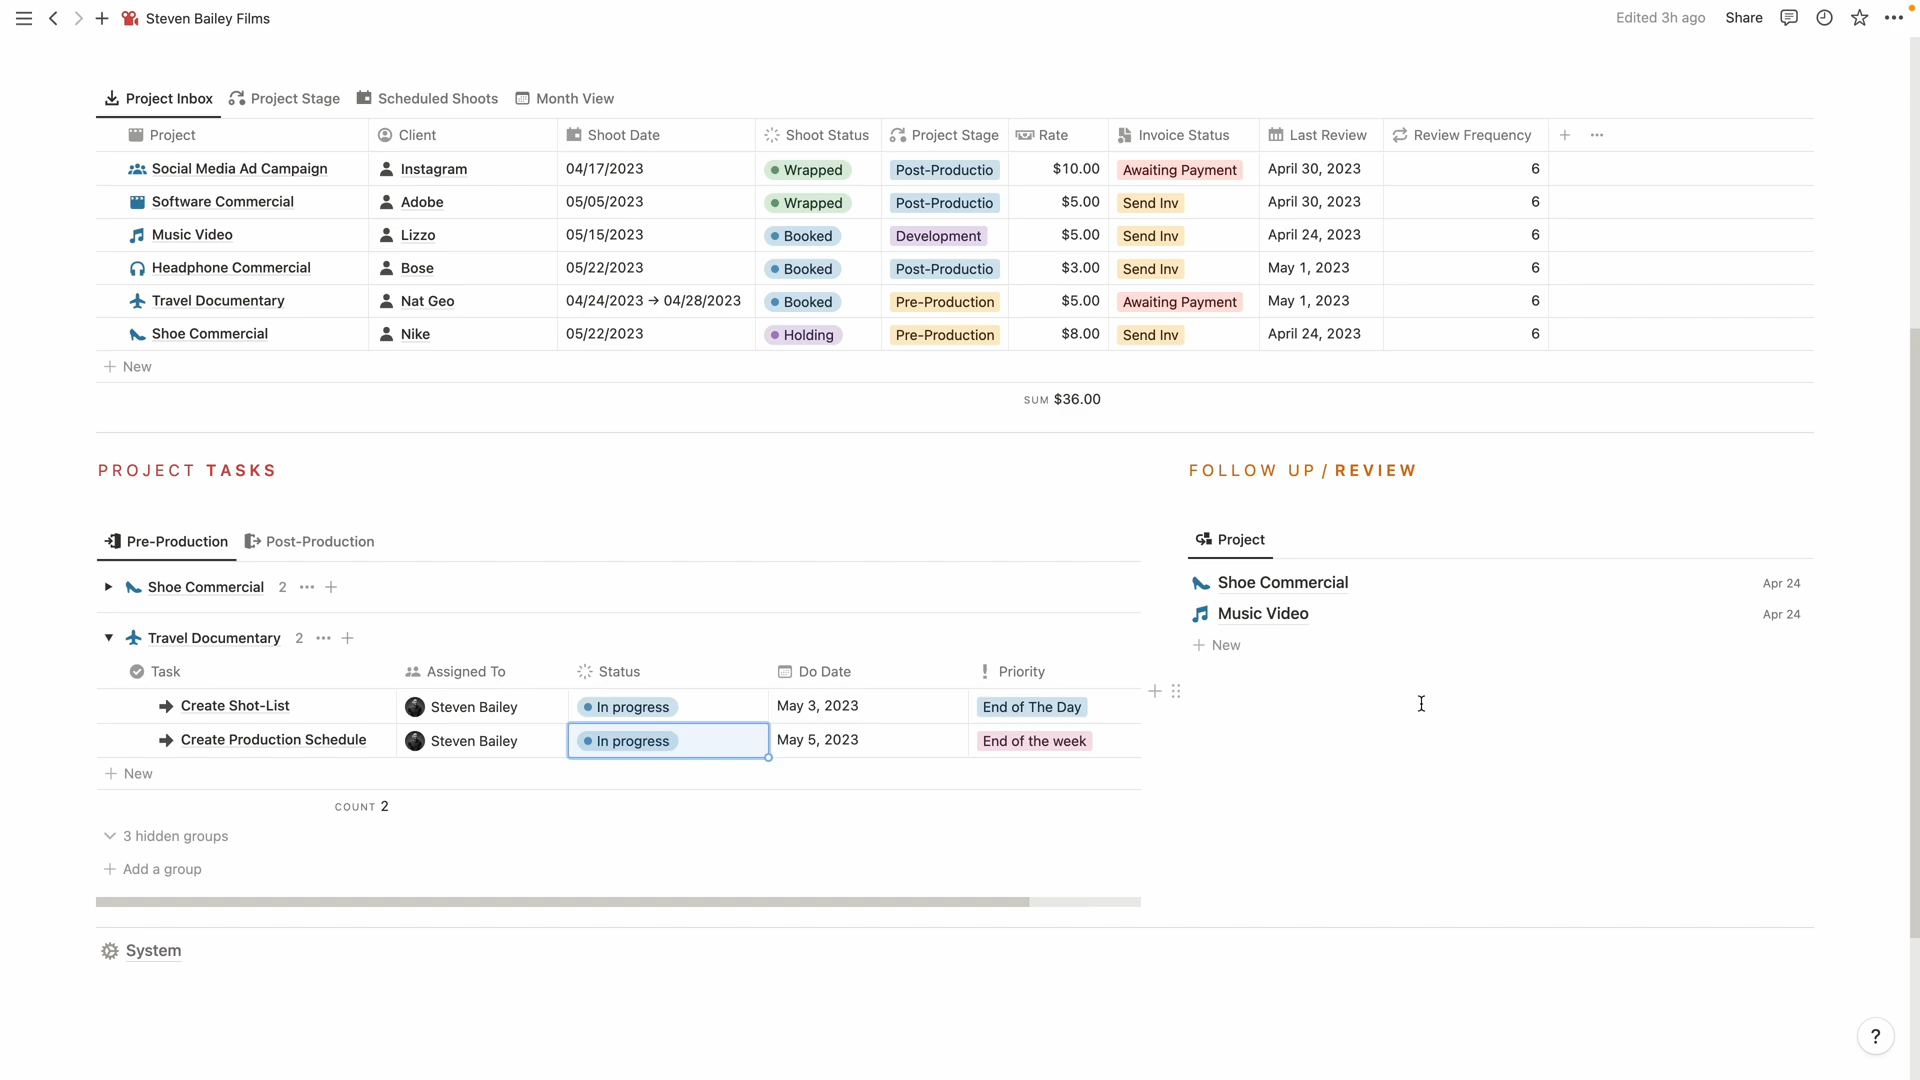 Steven Bailey Films
Edited 3h ago Share
Project Inbox Project Stage Scheduled Shoots Month View
Project Client Shoot Date Shoot Status Project Stage Rate Invoice Status Last Review Review Frequency
Social Media Ad Campaign Instagram 04/17/2023 Wrapped Post-Productio $10.00 Awaiting Payment April 30, 2023 6
Software Commercial Adobe 05/05/2023 Wrapped Post-Productio $5.00 Send Inv April 30, 2023 6
Music Video Lizzo 05/15/2023 Booked Development $5.00 Send Inv April 24, 2023 6
Headphone Commercial Bose 05/22/2023 Booked Post-Productio $3.00 Send Inv May 1, 2023 6
Travel Documentary Nat Geo 04/24/2023 → 04/28/2023 Booked Pre-Production $5.00 Awaiting Payment May 1, 2023 6
Shoe Commercial Nike 05/22/2023 Holding Pre-Production $8.00 Send Inv April 24, 2023 6
+ New
SUM $36.00
PROJECT TASKS
Pre-Production Post-Production
Shoe Commercial 2
Travel Documentary 2
Task Assigned To Status Do Date Priority
Create Shot-List Steven Bailey In progress May 3, 2023 End of The Day
Create Production Schedule Steven Bailey In progress May 5, 2023 End of the week
+ New
COUNT 2
3 hidden groups
+ Add a group
FOLLOW UP/REVIEW
Project
Shoe Commercial Apr 24
Music Video Apr 24
+ New
System
?